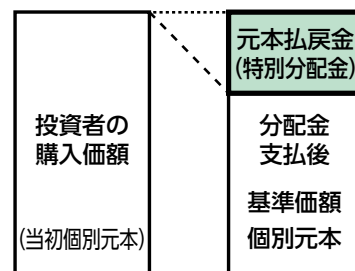 投資者の
購入価額
(当初個別元本)
元本払戻金
(特別分配金)
分配金
支払後
基準価額
個別元本